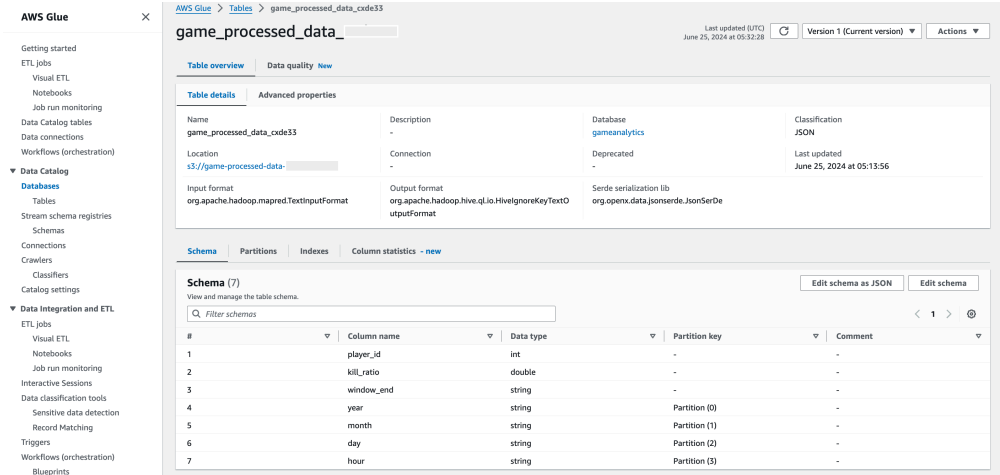 AWS Glue
Getting started
ETL jobs
Visual ETL
Notebooks
Job run monitoring
Data Catalog tables
Data connections
Workflows (orchestration)
Data Catalog
Databases
Tables
Stream schema registries
Schemas
Connections
Crawlers
Classifiers
Catalog settings
Data Integration and ETL
ETL jobs
Visual ETL
Notebooks
Job run monitoring
Interactive Sessions
Data classification tools
Sensitive data detection
Record Matching
Triggers
Workflows (orchestration)
Blueprints
AWS Glue > Tables > game_processed_data_cxde33
game_processed_data_
Last updated (UTC)
June 25, 2024 at 05:32:28
Version 1 (Current version)
Actions
Table overview
Data quality New
Table details
Advanced properties
Name
game_processed_data_cxde33
Description
-
Database
gameanalytics
Classification
JSON
Location
s3://game-processed-data-
Connection
-
Deprecated
-
Last updated
June 25, 2024 at 05:13:56
Input format
org.apache.hadoop.mapred.TextInputFormat
Output format
org.apache.hadoop.hive.ql.io.HiveIgnoreKeyTextO
utputFormat
Serde serialization lib
org.openx.data.jsonserde.JsonSerDe
Schema
Partitions
Indexes
Column statistics - new
Schema (7)
View and manage the table schema.
Edit schema as JSON
Edit schema
Filter schemas
< 1 >
# Column name Data type Partition key Comment
1 player_id int - -
2 kill_ratio double - -
3 window_end string - -
4 year string Partition (0) -
5 month string Partition (1) -
6 day string Partition (2) -
7 hour string Partition (3) -